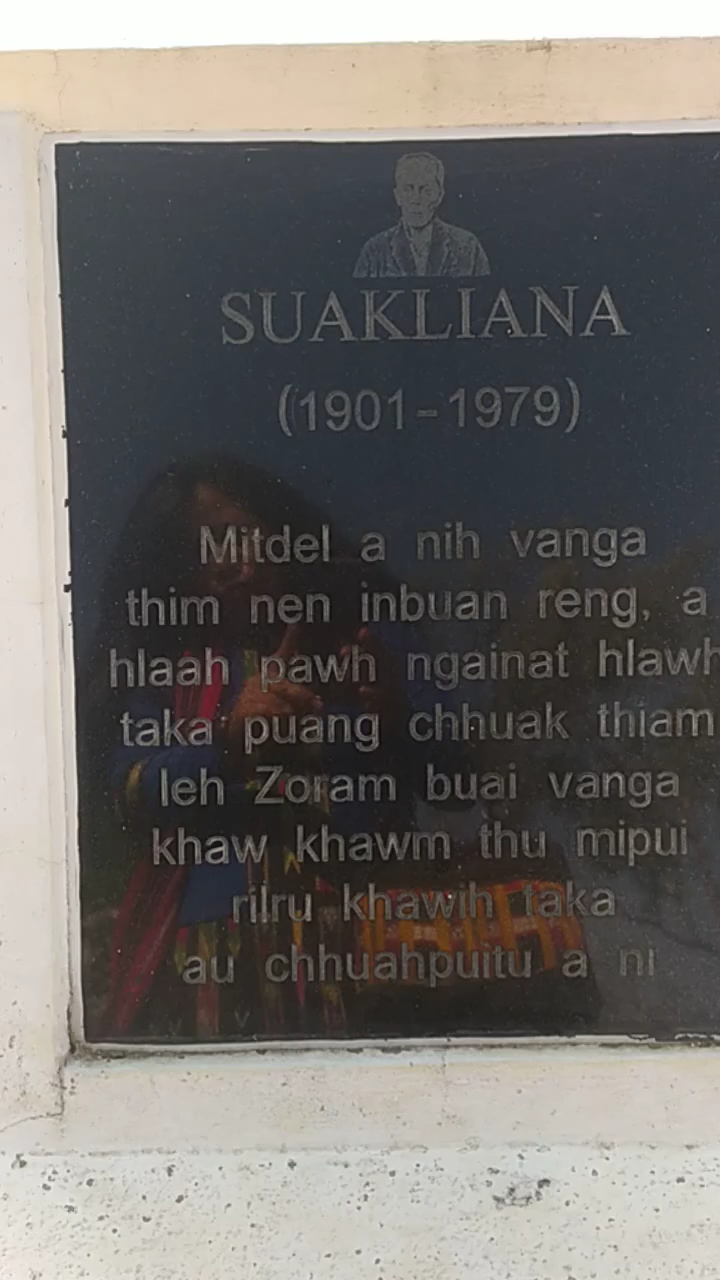 SUAKLIANA
(1901-1979)
Mitdel a nih vanga
thim nen inbuan reng, a
hlaah pawh ngainat hlawh
taka puang chhuak thiam
leh Zoram buai vanga
khaw khawm thu mipui
rilru khawih taka
au chhuahpuitu a ni